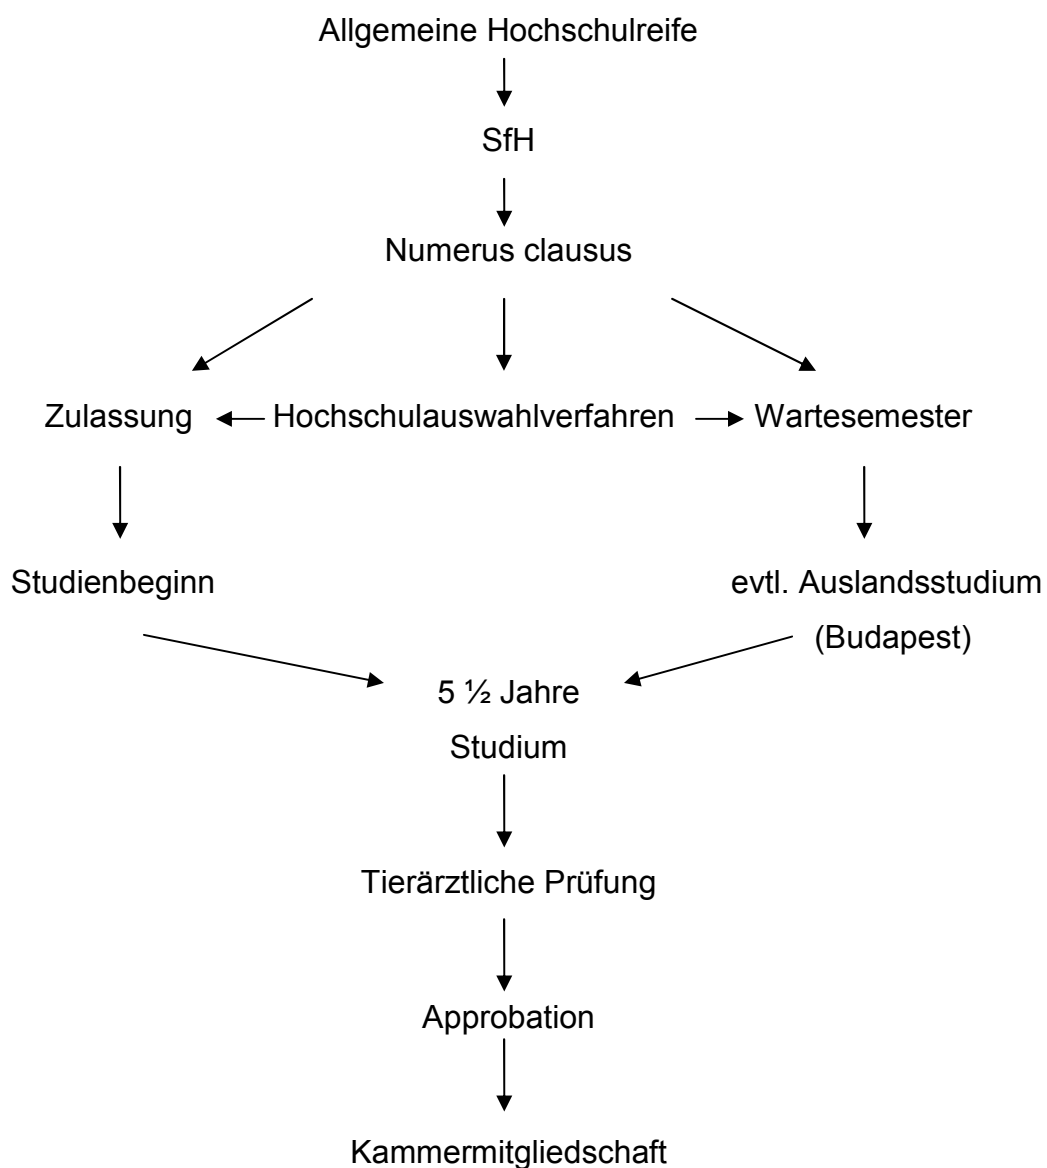 Allgemeine Hochschulreife
SfH
Numerus clausus
Zulassung
Hochschulauswahlverfahren
Wartesemester
Studienbeginn
evtl. Auslandsstudium
(Budapest)
5 ½ Jahre
Studium
Tierärztliche Prüfung
Approbation
Kammermitgliedschaft